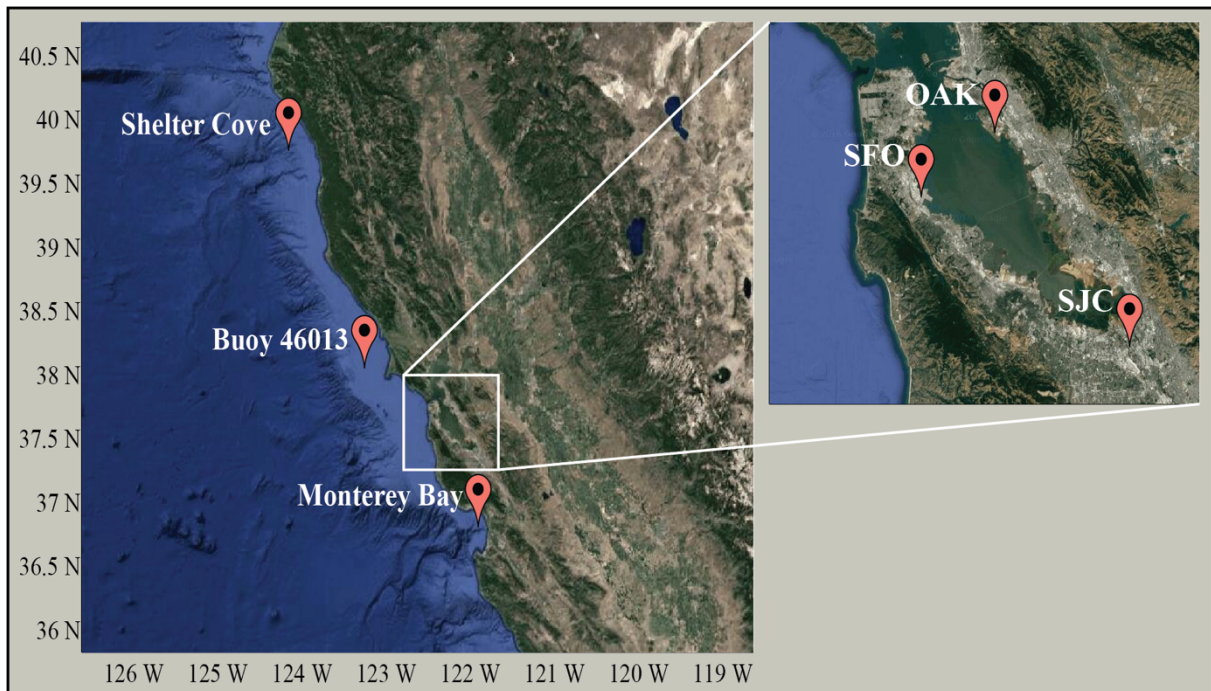 40.5 N
40 N
39.5 N
39 N
38.5 N
38 N
37.5 N
37 N
36.5 N
36 N
126 W 125 W 124 W 123 W 122 W 121 W 120 W 119 W
Shelter Cove
Buoy 46013
Monterey Bay
OAK
SFO
SJC